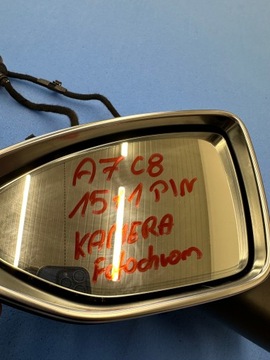 A7 C8
15+1 PIN
KAMERA
Fotochrom